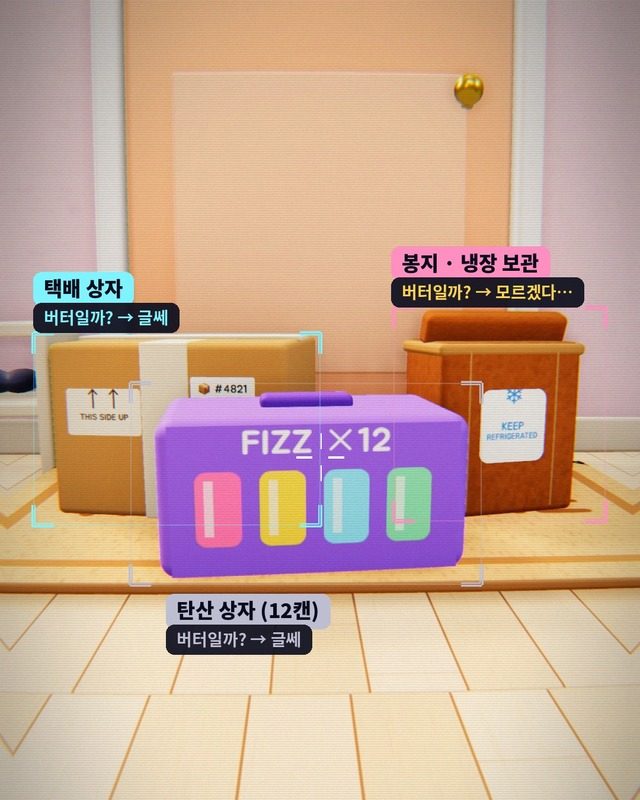 봉지 · 냉장 보관
버터일까? → 모르겠다…
택배 상자
버터일까? → 글쎄
#4821
THIS SIDE UP
KEEP
REFRIGERATED
FIZZ ×12
탄산 상자 (12캔)
버터일까? → 글쎄